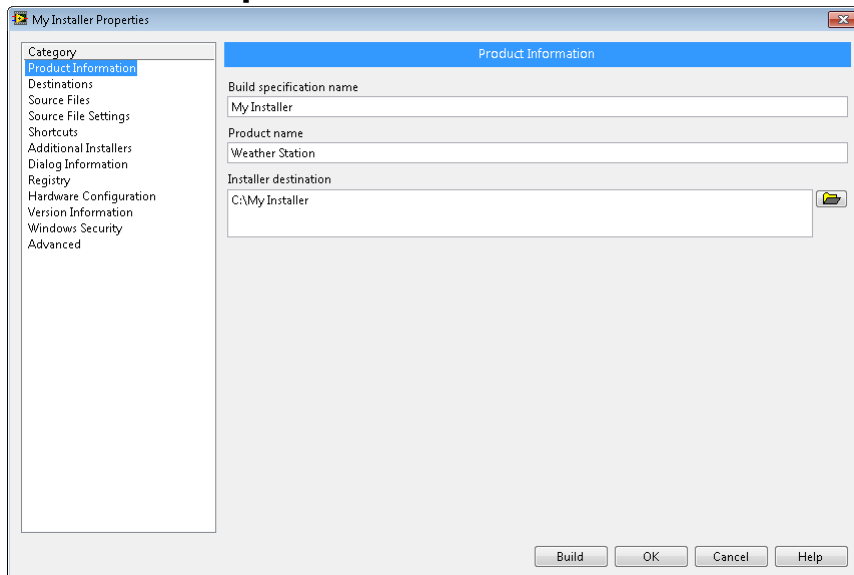 My Installer Properties
Category
Product Information
Destinations
Source Files
Source File Settings
Shortcuts
Additional Installers
Dialog Information
Registry
Hardware Configuration
Version Information
Windows Security
Advanced
Product Information
Build specification name
My Installer
Product name
Weather Station
Installer destination
C:\My Installer
Build
OK
Cancel
Help